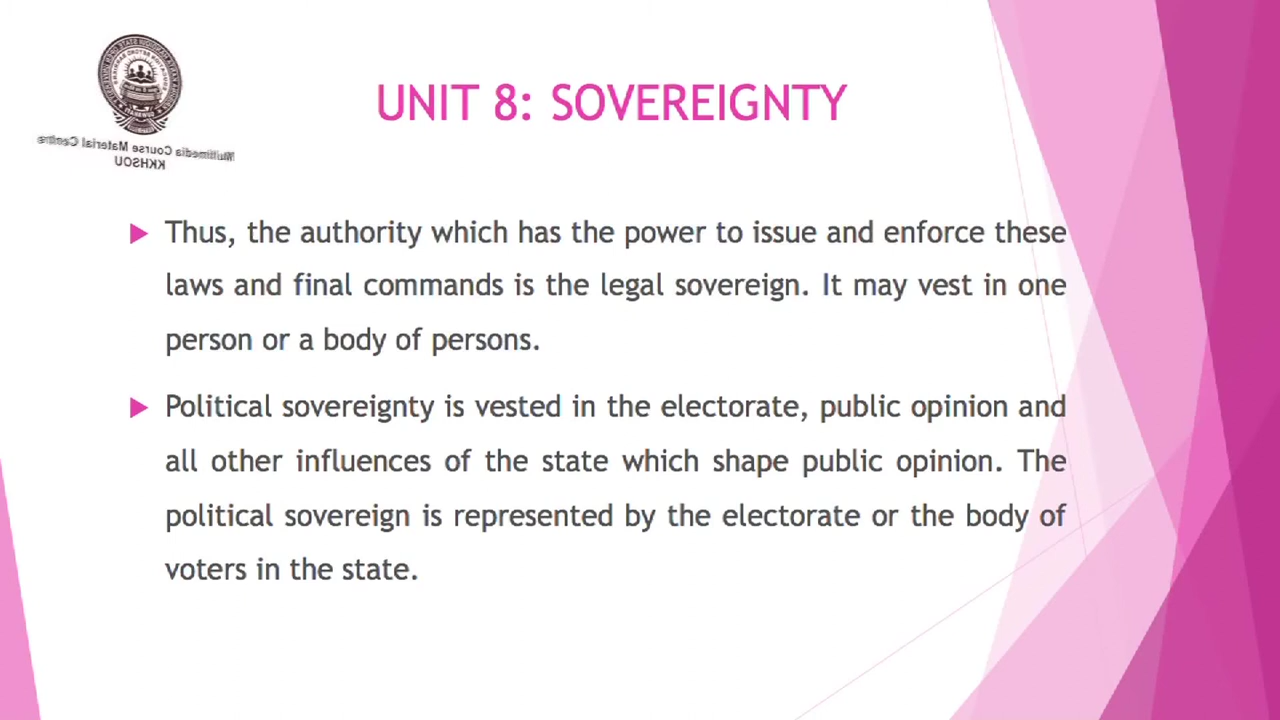 UNIT 8: SOVEREIGNTY
Multimedia Course Material Centre
KKHSOU
Thus, the authority which has the power to issue and enforce these
laws and final commands is the legal sovereign. It may vest in one
person or a body of persons.
Political sovereignty is vested in the electorate, public opinion and
all other influences of the state which shape public opinion. The
political sovereign is represented by the electorate or the body of
voters in the state.